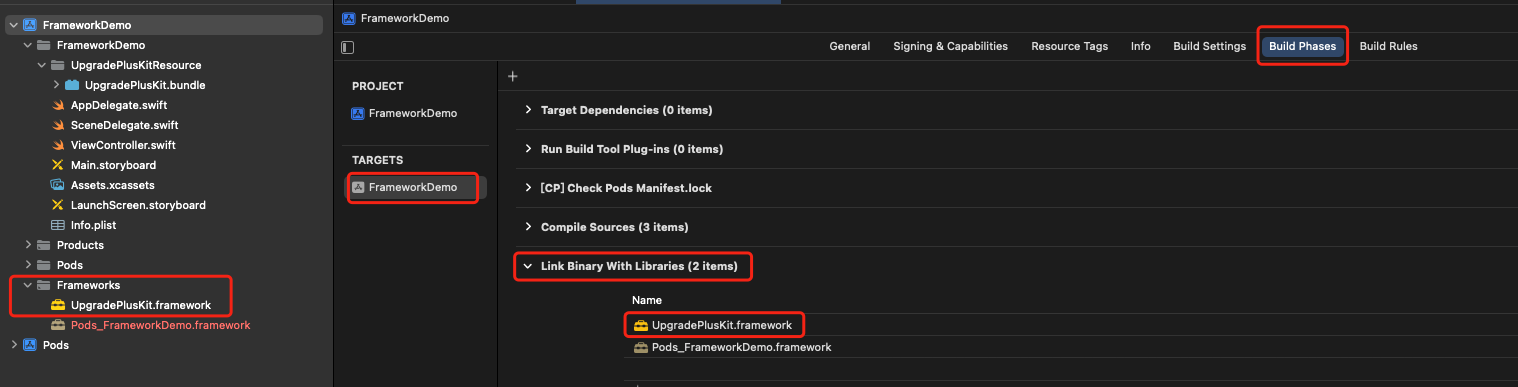 FrameworkDemo
FrameworkDemo
UpgradePlusKitResource
UpgradePlusKit.bundle
AppDelegate.swift
SceneDelegate.swift
ViewController.swift
Main.storyboard
Assets.xcassets
LaunchScreen.storyboard
Info.plist
Products
Pods
Frameworks
UpgradePlusKit.framework
Pods_FrameworkDemo.framework
Pods
FrameworkDemo
General Signing & Capabilities Resource Tags Info Build Settings Build Phases Build Rules
PROJECT
FrameworkDemo
TARGETS
FrameworkDemo
Target Dependencies (0 items)
Run Build Tool Plug-ins (0 items)
[CP] Check Pods Manifest.lock
Compile Sources (3 items)
Link Binary With Libraries (2 items)
Name
UpgradePlusKit.framework
Pods_FrameworkDemo.framework